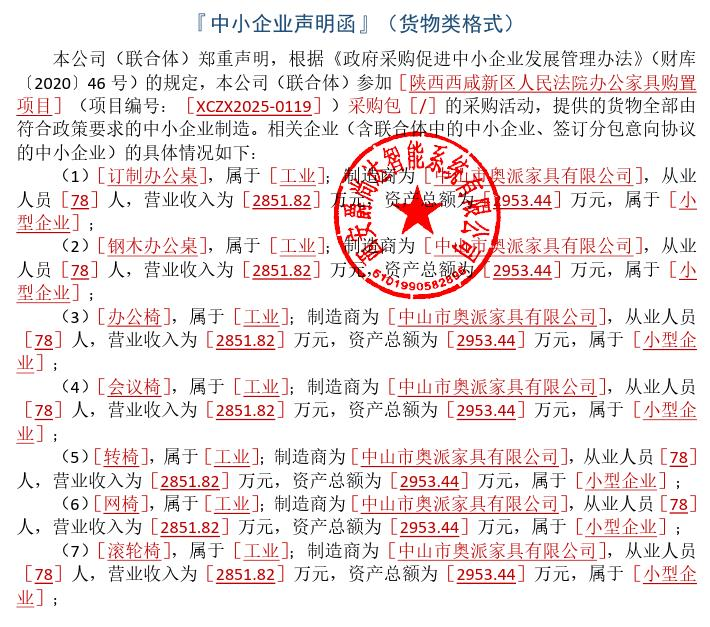 『中小企业声明函』（货物类格式）
本公司（联合体）郑重声明，根据《政府采购促进中小企业发展管理办法》（财库
〔2020〕46 号）的规定，本公司（联合体）参加［陕西西咸新区人民法院办公家具购置
项目］（项目编号：［XCZX2025-0119］）采购包［/］的采购活动，提供的货物全部由
符合政策要求的中小企业制造。相关企业（含联合体中的中小企业、签订分包意向协议
的中小企业）的具体情况如下：
（1）［订制办公桌］，属于［工业］；制造商为［中山市奥派家具有限公司］，从业
人员［78］人，营业收入为［2851.82］万元，资产总额为［2953.44］万元，属于［小
型企业］；
（2）［钢木办公桌］，属于［工业］；制造商为［中山市奥派家具有限公司］，从业
人员［78］人，营业收入为［2851.82］万元，资产总额为［2953.44］万元，属于［小
型企业］；
（3）［办公椅］，属于［工业］；制造商为［中山市奥派家具有限公司］，从业人员
［78］人，营业收入为［2851.82］万元，资产总额为［2953.44］万元，属于［小型企
业］；
（4）［会议椅］，属于［工业］；制造商为［中山市奥派家具有限公司］，从业人员
［78］人，营业收入为［2851.82］万元，资产总额为［2953.44］万元，属于［小型企
业］；
（5）［转椅］，属于［工业］；制造商为［中山市奥派家具有限公司］，从业人员［78］
人，营业收入为［2851.82］万元，资产总额为［2953.44］万元，属于［小型企业］；
（6）［网椅］，属于［工业］；制造商为［中山市奥派家具有限公司］，从业人员［78］
人，营业收入为［2851.82］万元，资产总额为［2953.44］万元，属于［小型企业］；
（7）［滚轮椅］，属于［工业］；制造商为［中山市奥派家具有限公司］，从业人员
［78］人，营业收入为［2851.82］万元，资产总额为［2953.44］万元，属于［小型企
业］；
智能系统有限公司